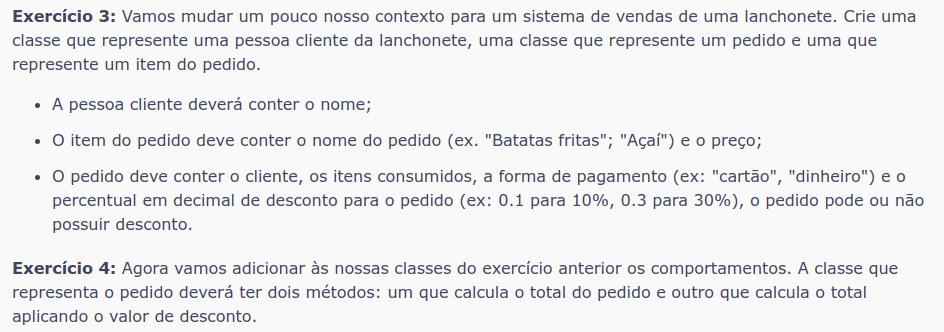 Exercício 3: Vamos mudar um pouco nosso contexto para um sistema de vendas de uma lanchonete. Crie uma
classe que represente uma pessoa cliente da lanchonete, uma classe que represente um pedido e uma que
represente um item do pedido.
• A pessoa cliente deverá conter o nome;
• O item do pedido deve conter o nome do pedido (ex. "Batatas fritas"; "Açaí") e o preço;
• O pedido deve conter o cliente, os itens consumidos, a forma de pagamento (ex: "cartão", "dinheiro") e o
percentual em decimal de desconto para o pedido (ex: 0.1 para 10%, 0.3 para 30%), o pedido pode ou não
possuir desconto.
Exercício 4: Agora vamos adicionar às nossas classes do exercício anterior os comportamentos. A classe que
representa o pedido deverá ter dois métodos: um que calcula o total do pedido e outro que calcula o total
aplicando o valor de desconto.